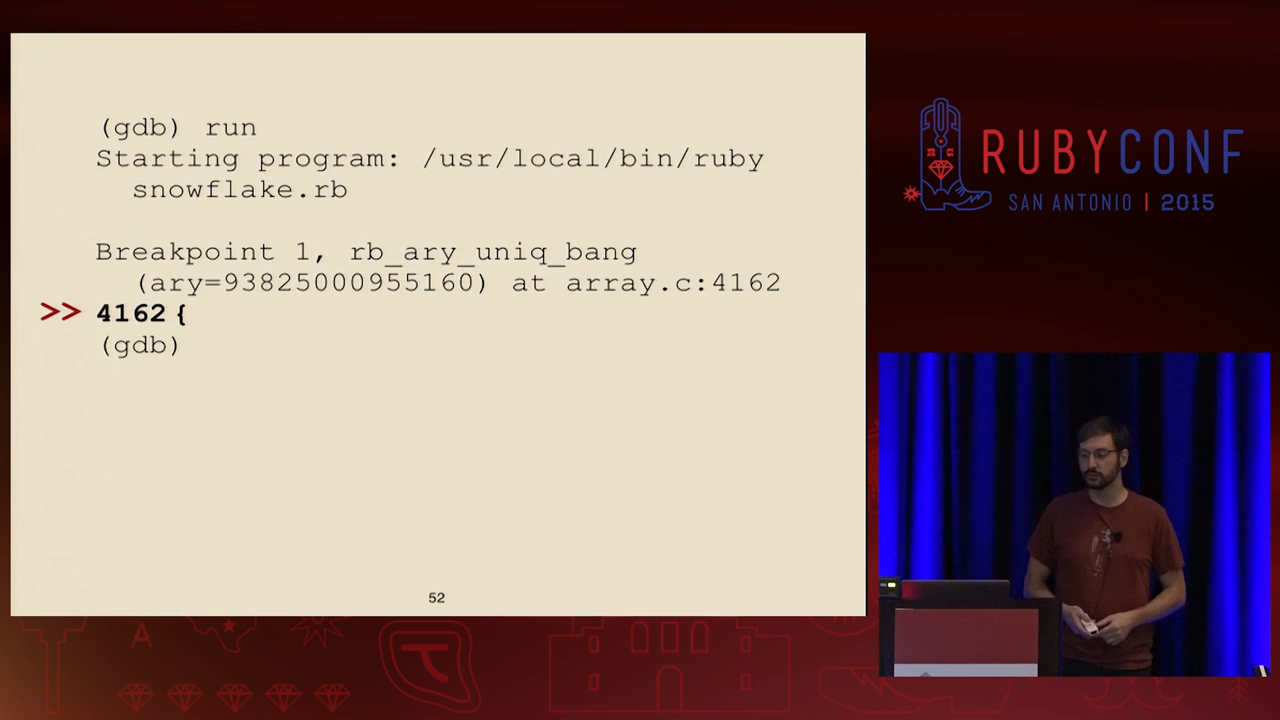 (gdb) run
Starting program: /usr/local/bin/ruby
snowflake.rb
Breakpoint 1, rb_ary_uniq_bang
(ary=93825000955160) at array.c:4162
>> 4162 {
(gdb)
52
RUBYCONF
SAN ANTONIO | 2015